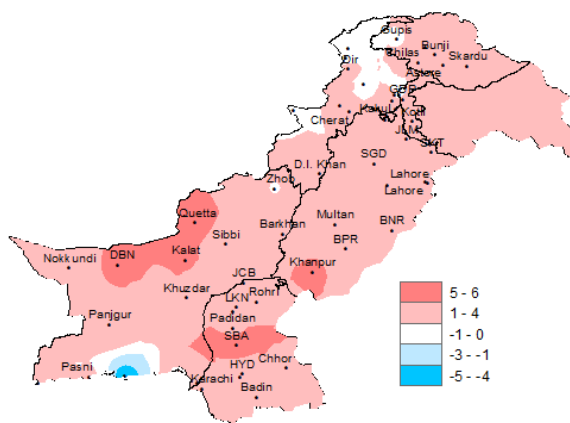 Gupis
Bunji
Chilas
Dir
Skardu
Astore
GDP
Kakul
Kotli
Cherat
JLM
SKT
SGD
D.I. Khan
Lahore
Zhob
Lahore
Quetta
Multan
BNR
Barkhan
Sibbi
BPR
DBN
Kalat
Nokkundi
Khanpur
JCB
Khuzdar
LKN
Rohri
Padidan
Panjgur
SBA
Pasni
HYD
Chhor
Karachi
Badin
5 - 6
1 - 4
-1 - 0
-3 - -1
-5 - -4